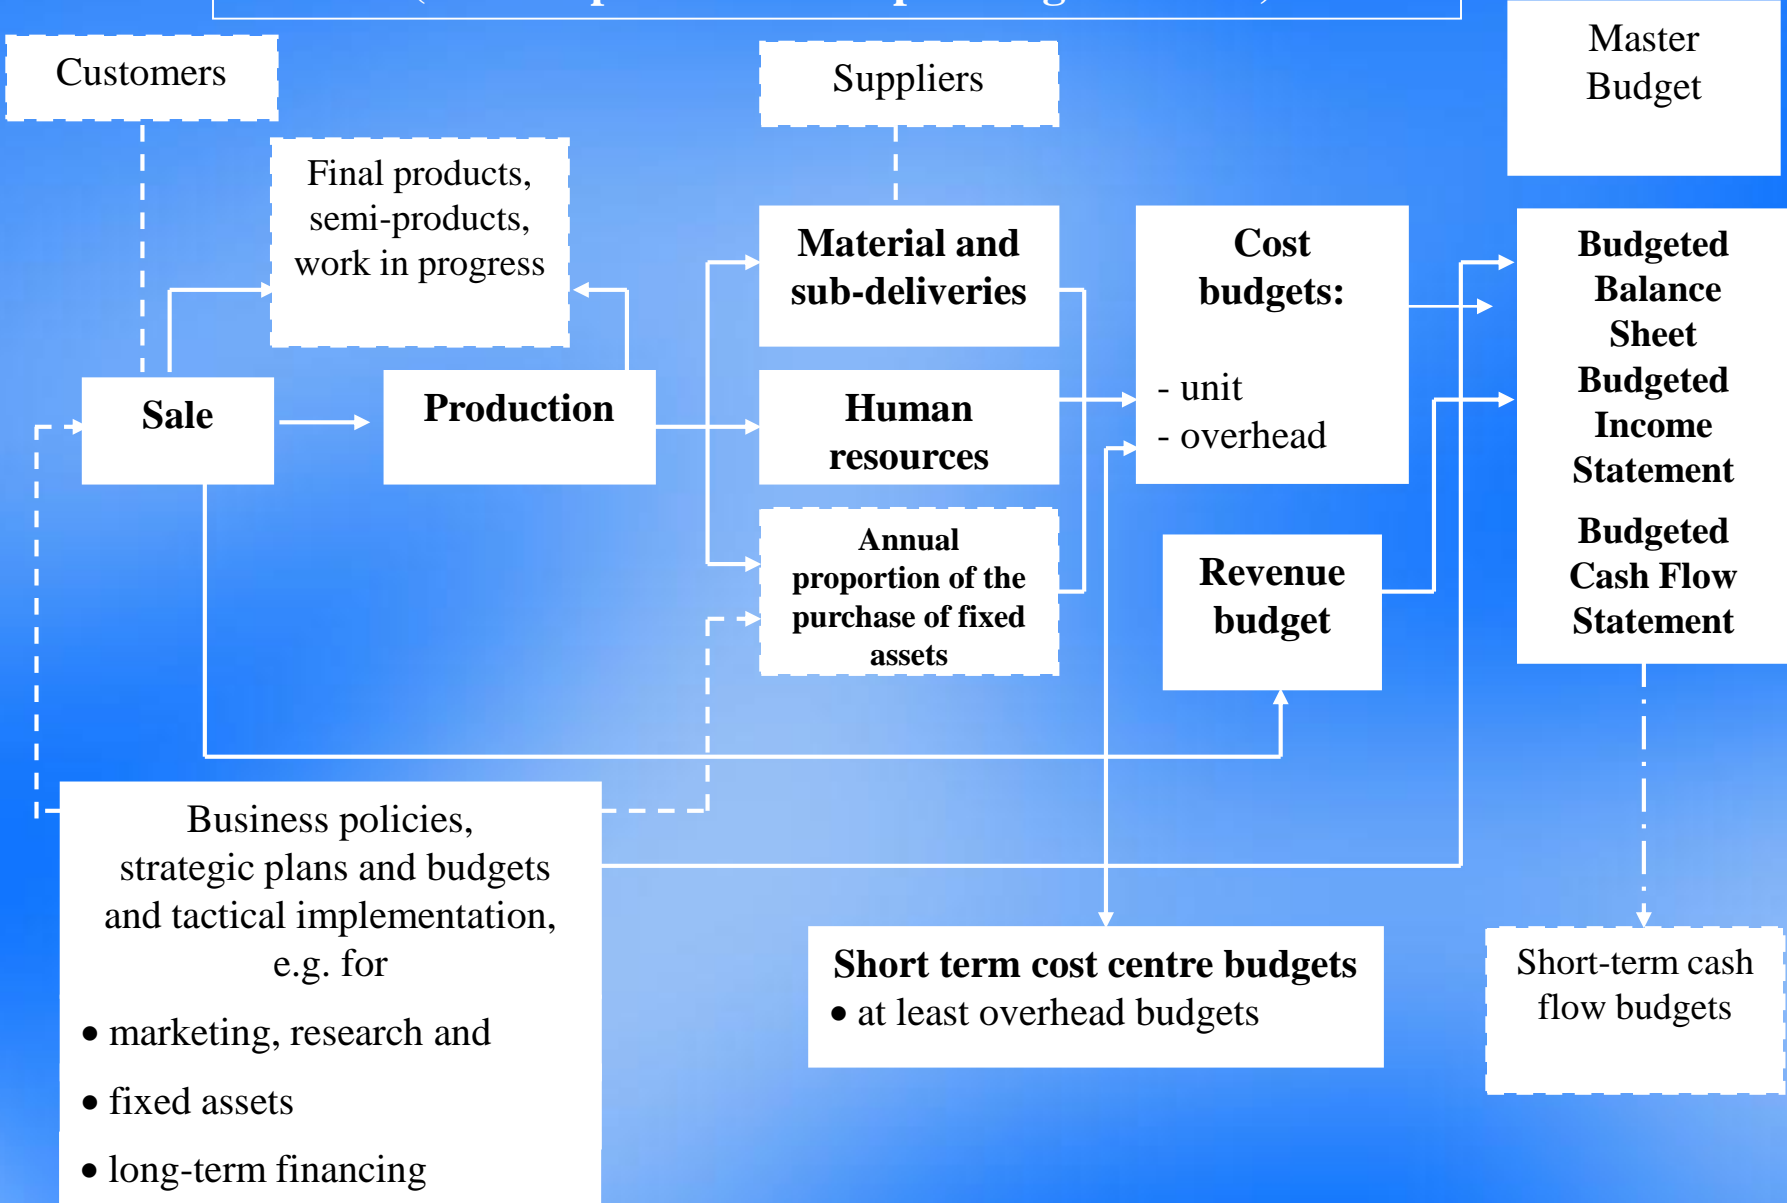 Customers
Suppliers
Master
Budget
Final products,
semi-products,
work in progress
Material and
sub-deliveries
Cost
budgets:
- unit
- overhead
Budgeted
Balance
Sheet
Budgeted
Income
Statement
Budgeted
Cash Flow
Statement
Sale
Production
Human
resources
Annual
proportion of the
purchase of fixed
assets
Revenue
budget
Business policies,
strategic plans and budgets
and tactical implementation,
e.g. for
• marketing, research and
• fixed assets
• long-term financing
Short term cost centre budgets
• at least overhead budgets
Short-term cash
flow budgets